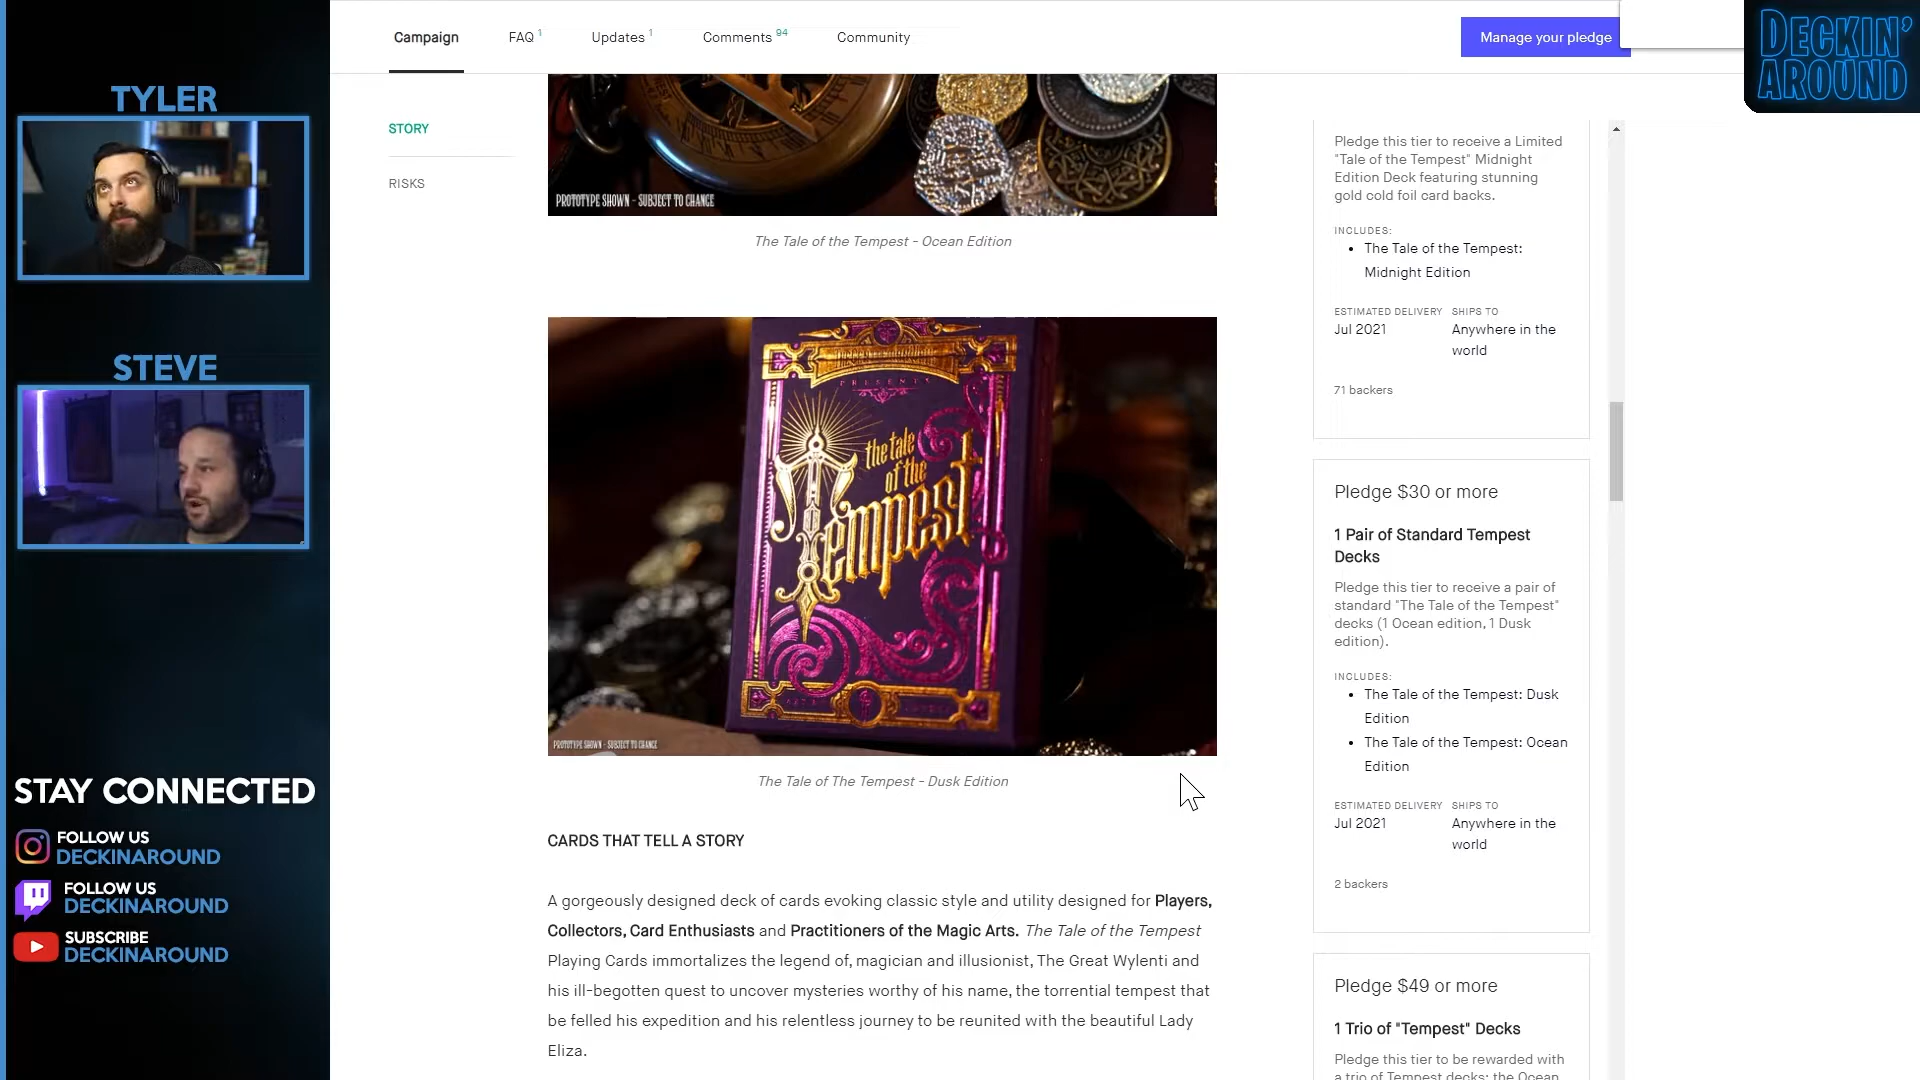 TYLER
STEVE
STAY CONNECTED
FOLLOW US
DECKINAROUND
FOLLOW US
DECKINAROUND
SUBSCRIBE
DECKINAROUND
Campaign
FAQ 1
Updates 1
Comments 94
Community
Manage your pledge
DECKIN'
AROUND
STORY
RISKS
PROTOTYPE SHOWN - SUBJECT TO CHANGE
The Tale of the Tempest - Ocean Edition
PRESENTS
the tale
of the
Tempest
PROTOTYPE SHOWN - SUBJECT TO CHANGE
The Tale of The Tempest - Dusk Edition
CARDS THAT TELL A STORY
A gorgeously designed deck of cards evoking classic style and utility designed for Players,
Collectors, Card Enthusiasts and Practitioners of the Magic Arts. The Tale of the Tempest
Playing Cards immortalizes the legend of, magician and illusionist, The Great Wylenti and
his ill-begotten quest to uncover mysteries worthy of his name, the torrential tempest that
be felled his expedition and his relentless journey to be reunited with the beautiful Lady
Eliza.
Pledge this tier to receive a Limited
"Tale of the Tempest" Midnight
Edition Deck featuring stunning
gold cold foil card backs.
INCLUDES:
• The Tale of the Tempest:
Midnight Edition
ESTIMATED DELIVERY SHIPS TO
Jul 2021 Anywhere in the
world
71 backers
Pledge $30 or more
1 Pair of Standard Tempest
Decks
Pledge this tier to receive a pair of
standard "The Tale of the Tempest"
decks (1 Ocean edition, 1 Dusk
edition).
INCLUDES:
• The Tale of the Tempest: Dusk
Edition
• The Tale of the Tempest: Ocean
Edition
ESTIMATED DELIVERY SHIPS TO
Jul 2021 Anywhere in the
world
2 backers
Pledge $49 or more
1 Trio of "Tempest" Decks
Pledge this tier to be rewarded with
a trio of Tempest decks: the Ocean